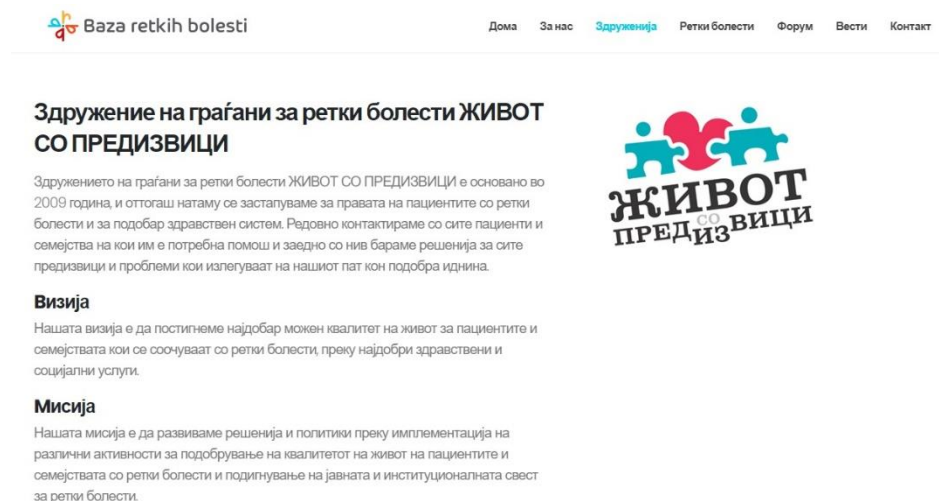 Baza retkih bolesti
Дома За нас Здруженија Ретки болести Форум Вести Контакт
Здружение на граѓани за ретки болести ЖИВОТ
СО ПРЕДИЗВИЦИ
Здружението на граѓани за ретки болести ЖИВОТ СО ПРЕДИЗВИЦИ е основано во
2009 година, и оттогаш натаму се застапуваме за правата на пациентите со ретки
болести и за подобар здравствен систем. Редовно контактираме со сите пациенти и
семејства на кои им е потребна помош и заедно со нив бараме решенија за сите
предизвици и проблеми кои излегуваат на нашиот пат кон подобра иднина.
Визија
Нашата визија е да постигнеме најдобар можен квалитет на живот за пациентите и
семејствата кои се соочуваат со ретки болести, преку најдобри здравствени и
социјални услуги.
Мисија
Нашата мисија е да развиваме решенија и политики преку имплементација на
различни активности за подобрување на квалитетот на живот на пациентите и
семејствата со ретки болести и подигнување на јавната и институционалната свест
за ретки болести.
ЖИВОТ
СО
ПРЕДИЗВИЦИ